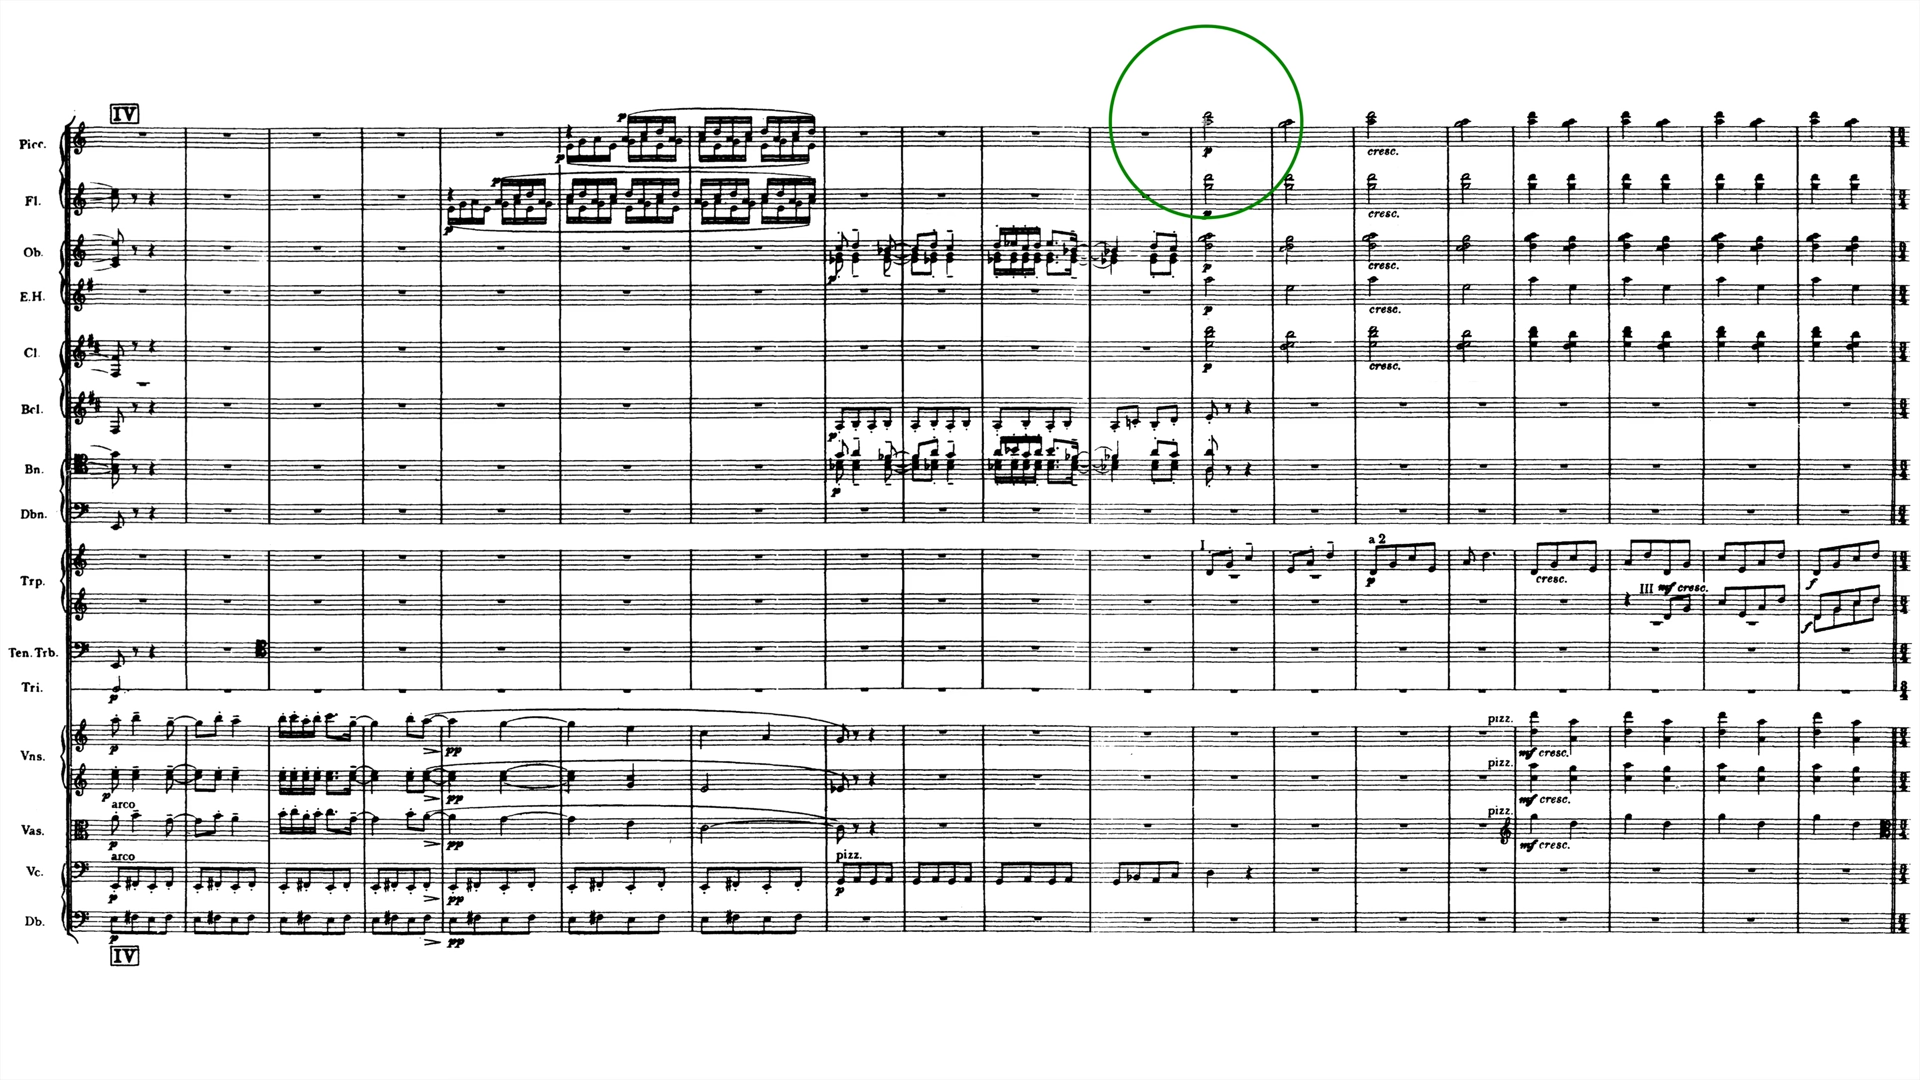 IV
p
Picc.
p
p
cresc.
p
Fl.
p
p
cresc.
Ob.
p
p
cresc.
E.H.
p
cresc.
Cl.
p
cresc.
Bcl.
p
Bn.
p
Dbn.
I
a 2
Trp.
p
cresc.
f
III mf cresc.
f
Ten. Trb.
Tri.
p
pizz.
p
pp
mf cresc.
Vns.
pizz.
p
pp
mf cresc.
arco
pizz.
Vas.
p
pp
mf cresc.
arco
pizz.
Vc.
p
pp
p
Db.
p
pp
IV